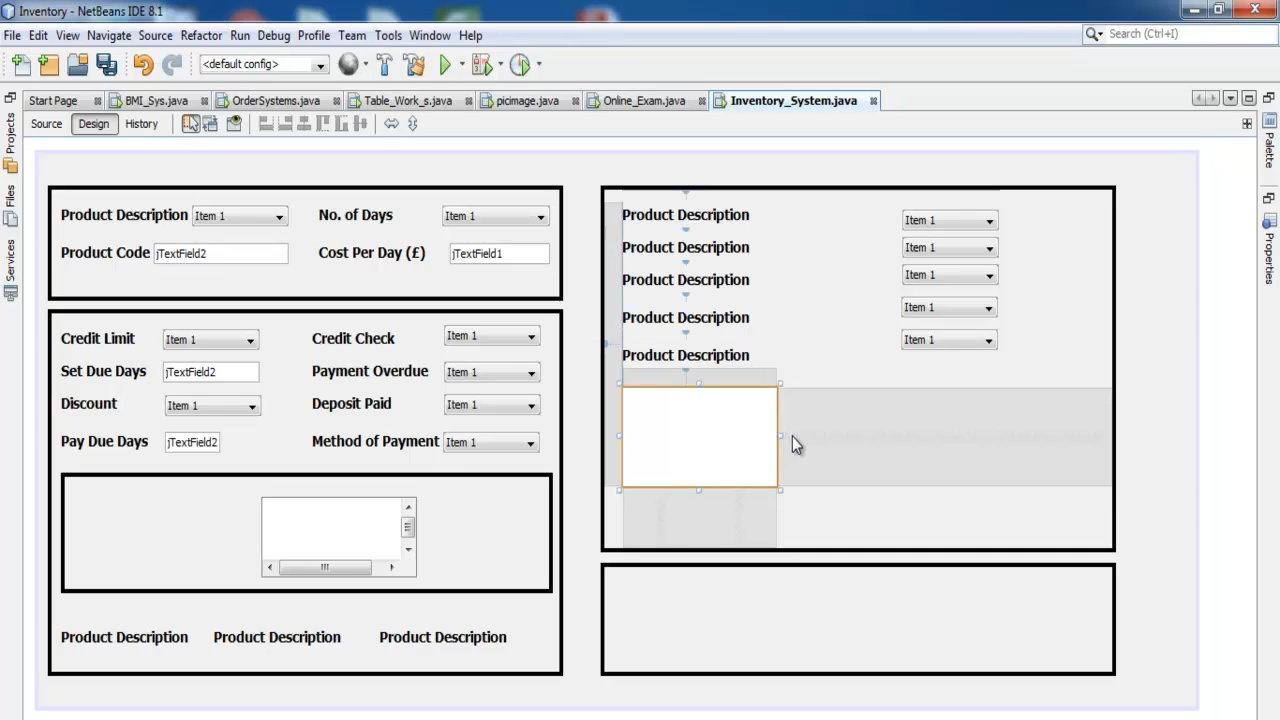 Inventory - NetBeans IDE 8.1
File Edit View Navigate Source Refactor Run Debug Profile Team Tools Window Help
Search (Ctrl+I)
<default config>
Start Page BMI_Sys.java OrderSystems.java Table_Work_s.java picimage.java Online_Exam.java Inventory_System.java
Source Design History
Projects
Files
Services
Palette
Properties
Product Description Item 1 No. of Days Item 1
Product Code jTextField2 Cost Per Day (£) jTextField1
Credit Limit Item 1 Credit Check Item 1
Set Due Days jTextField2 Payment Overdue Item 1
Discount Item 1 Deposit Paid Item 1
Pay Due Days jTextField2 Method of Payment Item 1
Product Description Product Description Product Description
Product Description Item 1
Product Description Item 1
Product Description Item 1
Product Description Item 1
Product Description Item 1